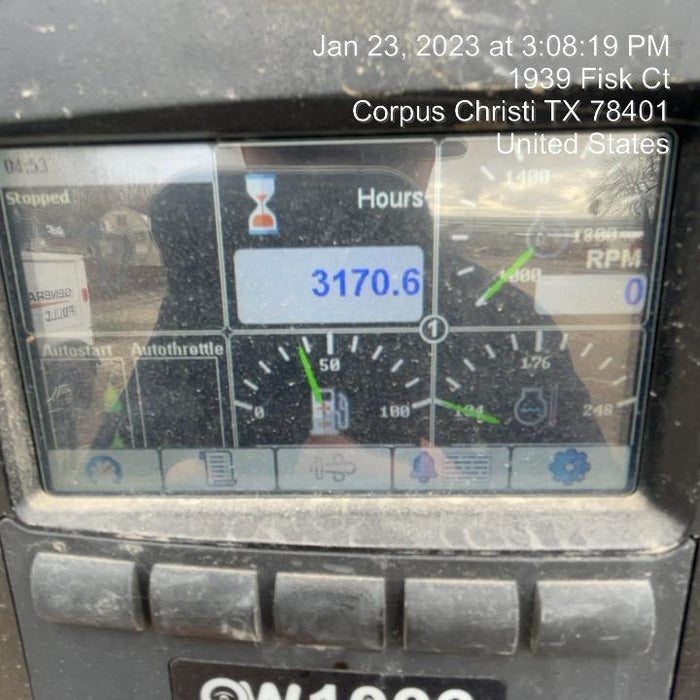 Jan 23, 2023 at 3:08:19 PM
1939 Fisk Ct
Corpus Christi TX 78401
United States
04:53
Stopped
Hours
3170.6
1400
1800
1000
RPM
0
1
Autostart
Autothrottle
0
50
100
104
176
248